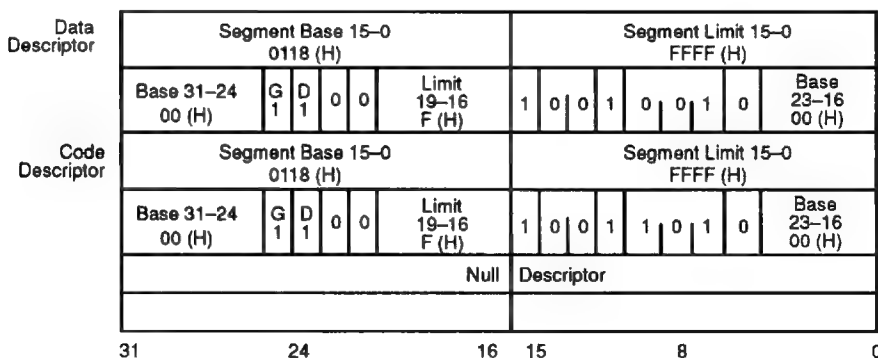 Data Descriptor
Segment Base 15–0
0118 (H)
Segment Limit 15–0
FFFF (H)
Base 31–24
00 (H)
G
1
D
1
0
0
Limit
19–16
F (H)
1
0
0
1
0
0
1
0
Base
23–16
00 (H)
Code Descriptor
Segment Base 15–0
0118 (H)
Segment Limit 15–0
FFFF (H)
Base 31–24
00 (H)
G
1
D
1
0
0
Limit
19–16
F (H)
1
0
0
1
1
0
1
0
Base
23–16
00 (H)
Null Descriptor
31 24 16 15 8 0